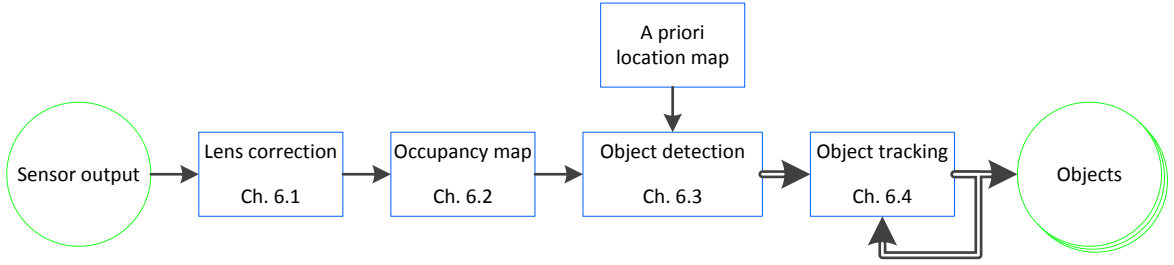 A priori
location map
Sensor output
Lens correction
Ch. 6.1
Occupancy map
Ch. 6.2
Object detection
Ch. 6.3
Object tracking
Ch. 6.4
Objects